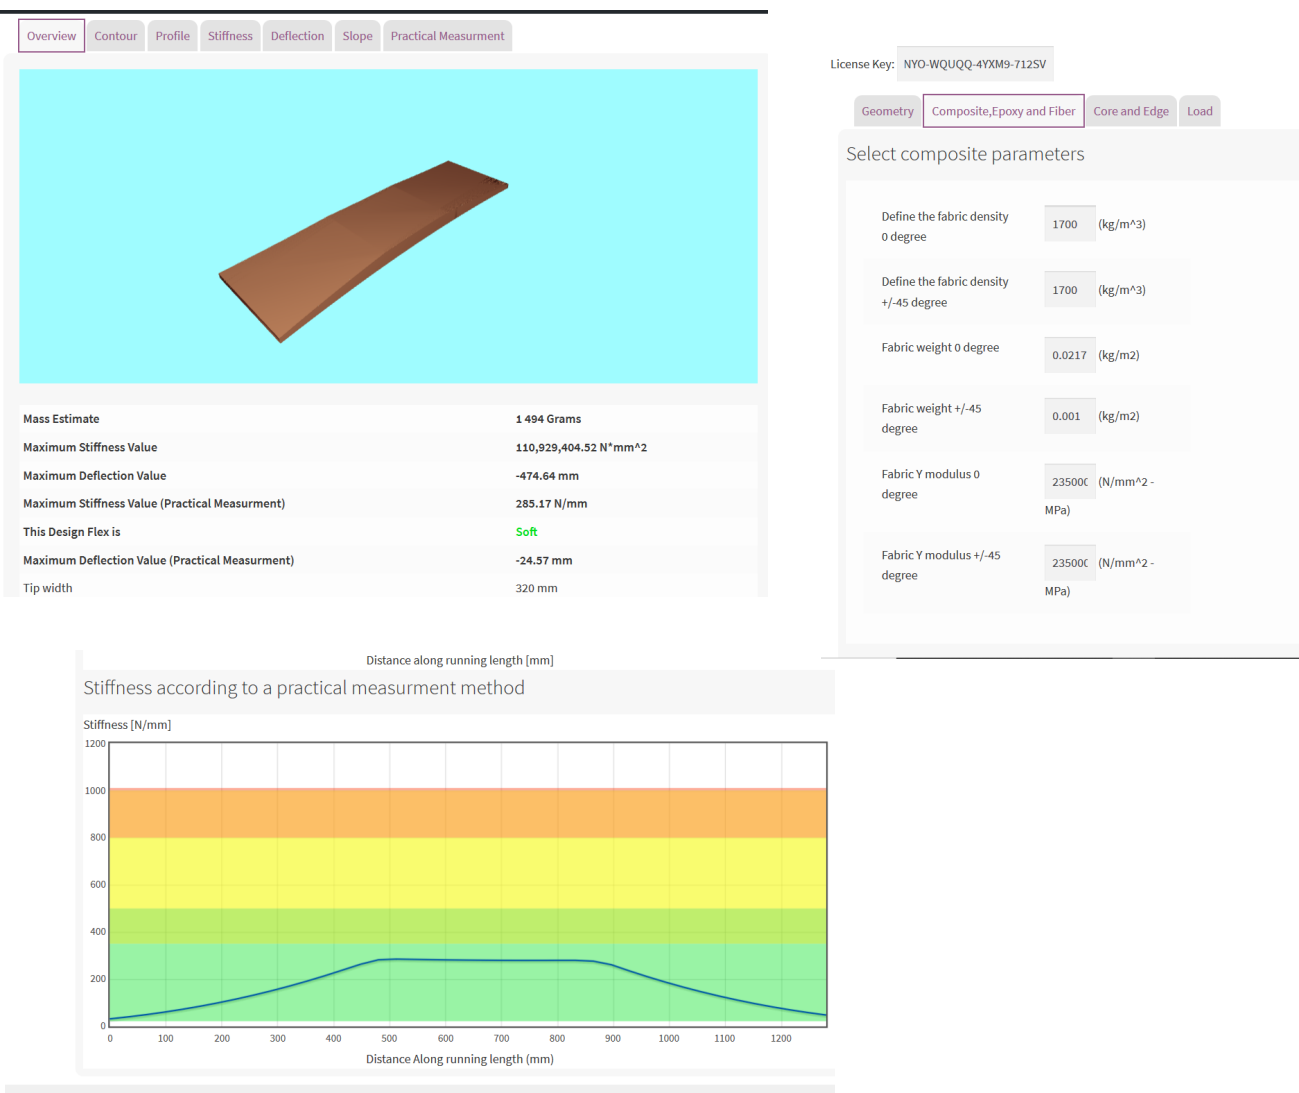 Overview Contour Profile Stiffness Deflection Slope Practical Measurment
Mass Estimate 1 494 Grams
Maximum Stiffness Value 110,929,404.52 N*mm^2
Maximum Deflection Value -474.64 mm
Maximum Stiffness Value (Practical Measurment) 285.17 N/mm
This Design Flex is Soft
Maximum Deflection Value (Practical Measurment) -24.57 mm
Tip width 320 mm
License Key: NYO-WQUQQ-4YXM9-712SV
Geometry Composite,Epoxy and Fiber Core and Edge Load
Select composite parameters
Define the fabric density
0 degree
1700 (kg/m^3)
Define the fabric density
+/-45 degree
1700 (kg/m^3)
Fabric weight 0 degree
0.0217 (kg/m2)
Fabric weight +/-45
degree
0.001 (kg/m2)
Fabric Y modulus 0
degree
23500 (N/mm^2 -
MPa)
Fabric Y modulus +/-45
degree
23500 (N/mm^2 -
MPa)
Distance along running length [mm]
Stiffness according to a practical measurment method
Stiffness [N/mm]
1200
1000
800
600
400
200
0
0 100 200 300 400 500 600 700 800 900 1000 1100 1200
Distance Along running length (mm)